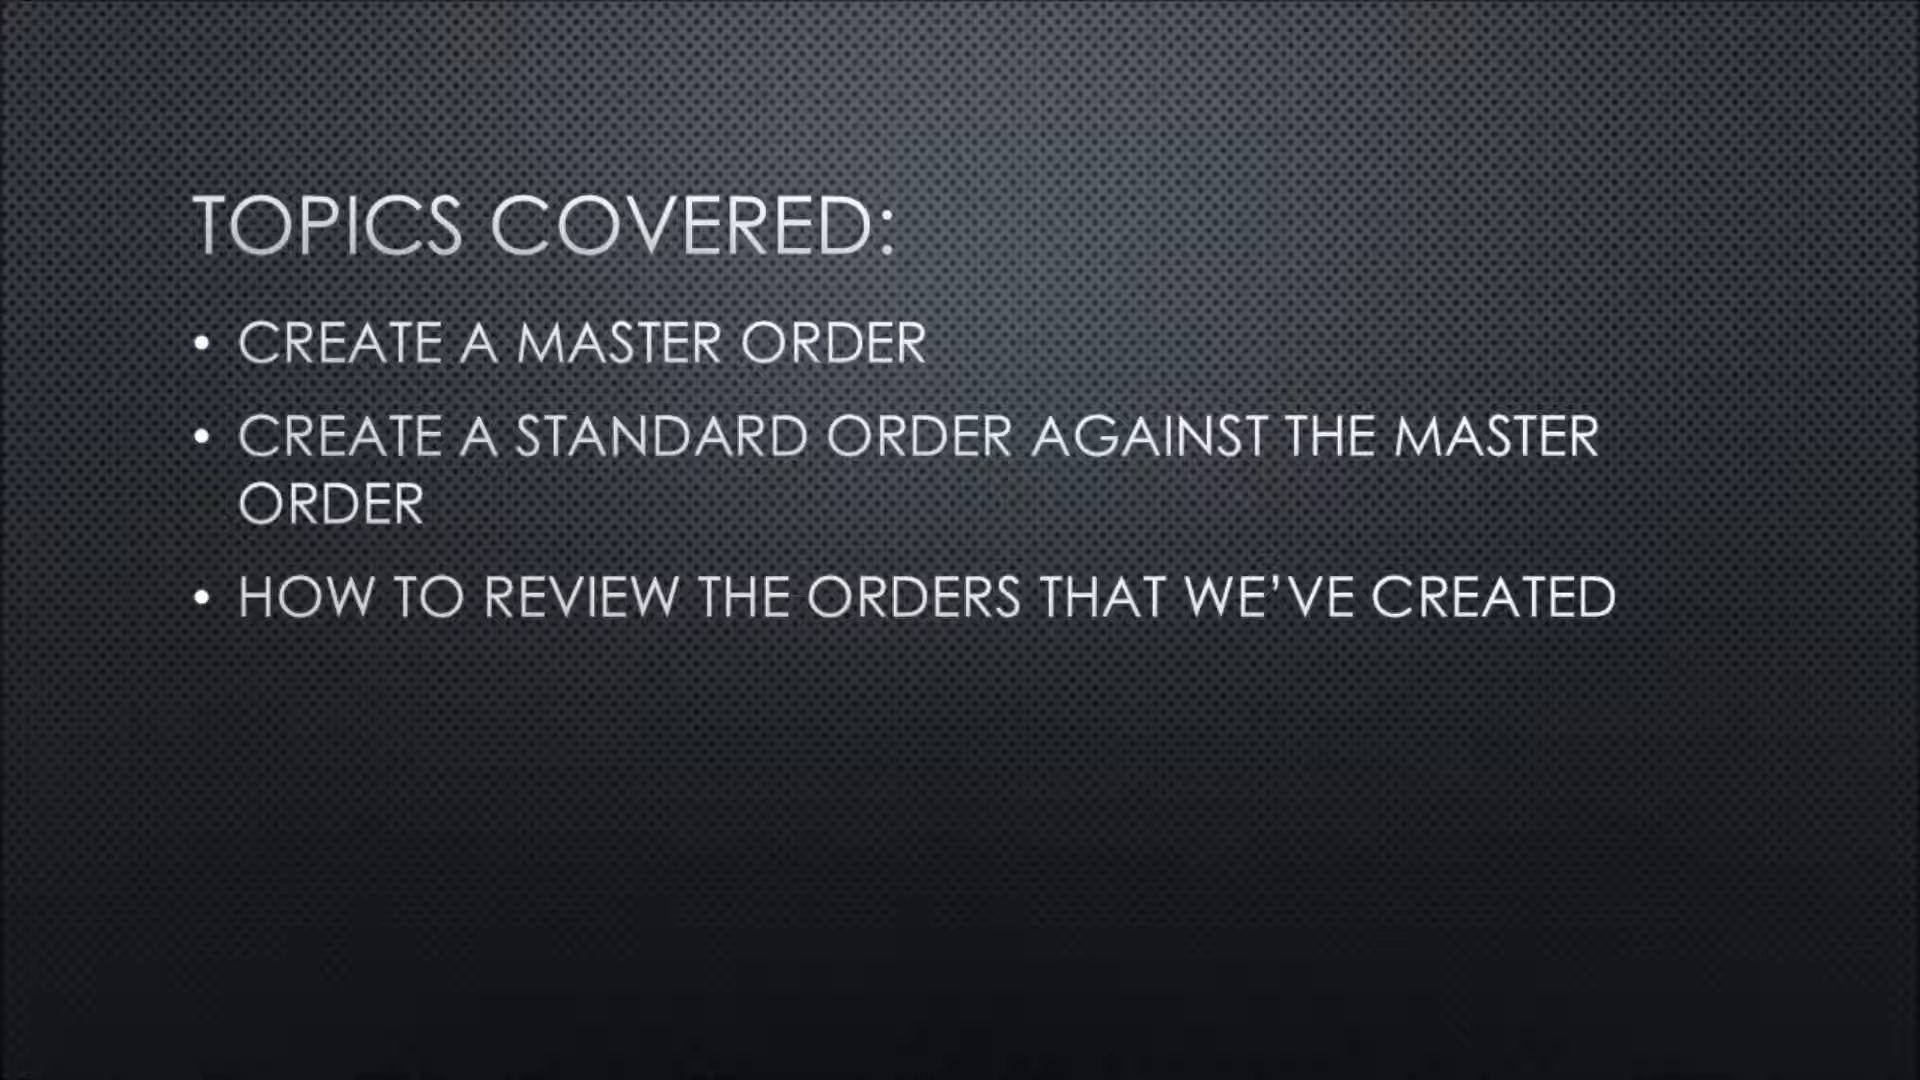 TOPICS COVERED:
• CREATE A MASTER ORDER
• CREATE A STANDARD ORDER AGAINST THE MASTER
ORDER
• HOW TO REVIEW THE ORDERS THAT WE’VE CREATED